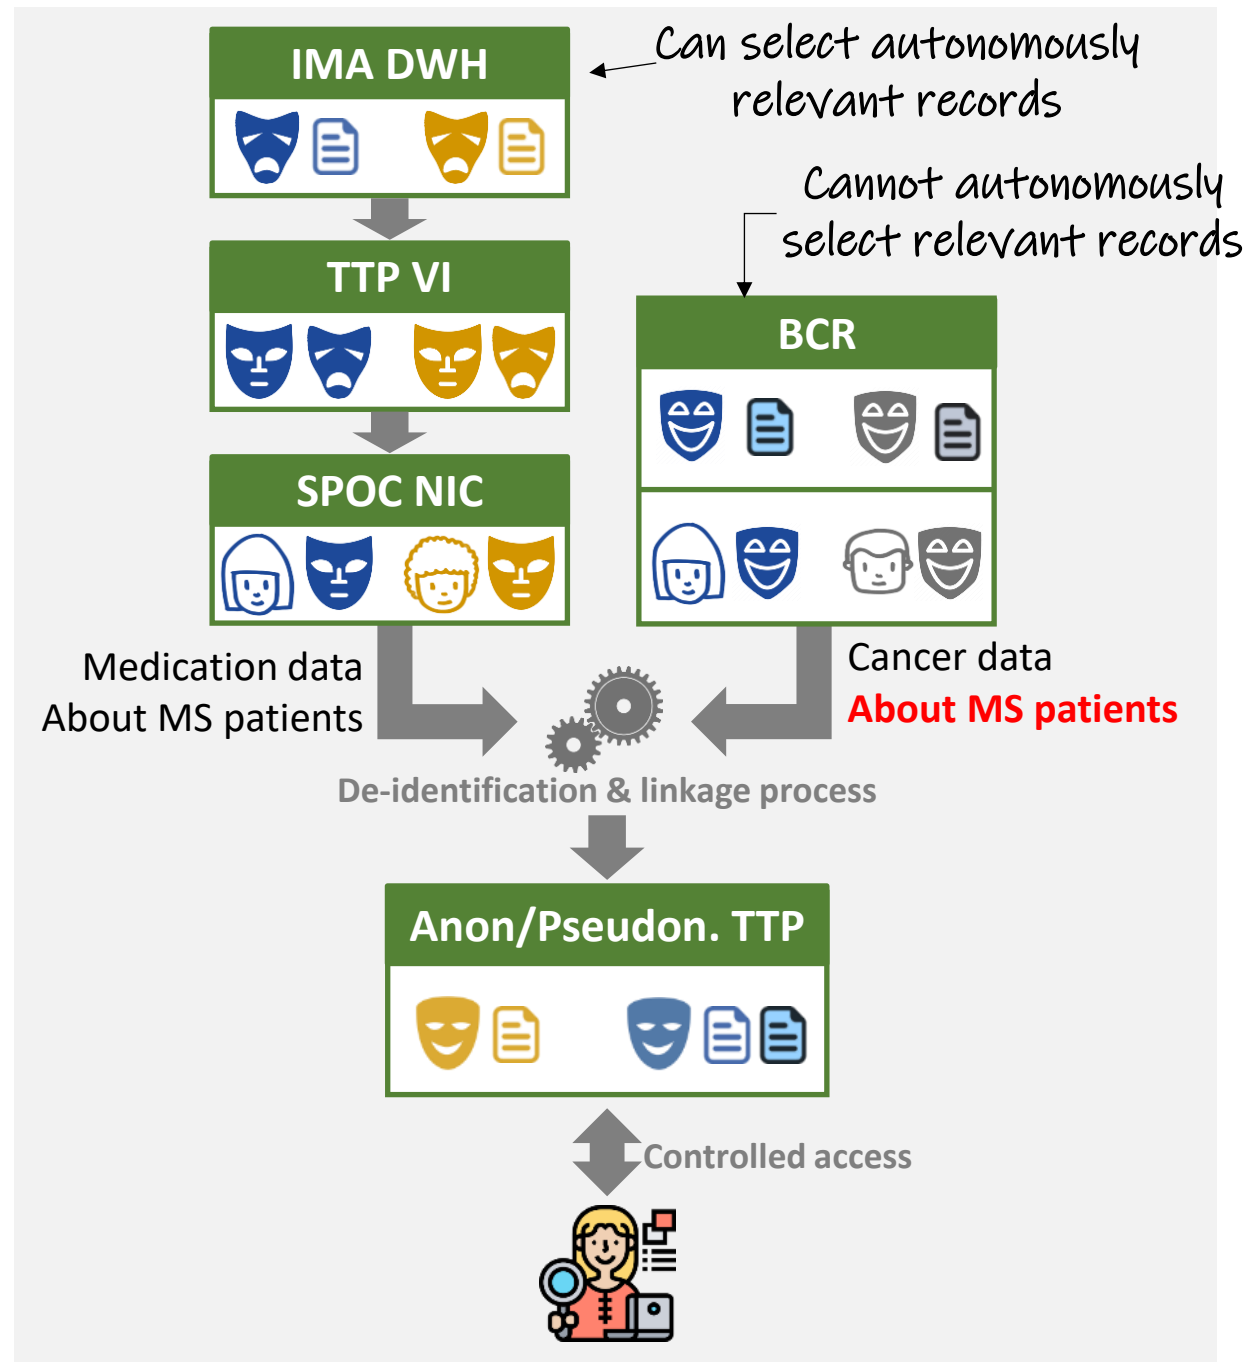 IMA DWH
Can select autonomously
relevant records
TTP VI
Cannot autonomously
select relevant records
BCR
SPOC NIC
Medication data
About MS patients
Cancer data
About MS patients
De-identification & linkage process
Anon/Pseudon. TTP
Controlled access